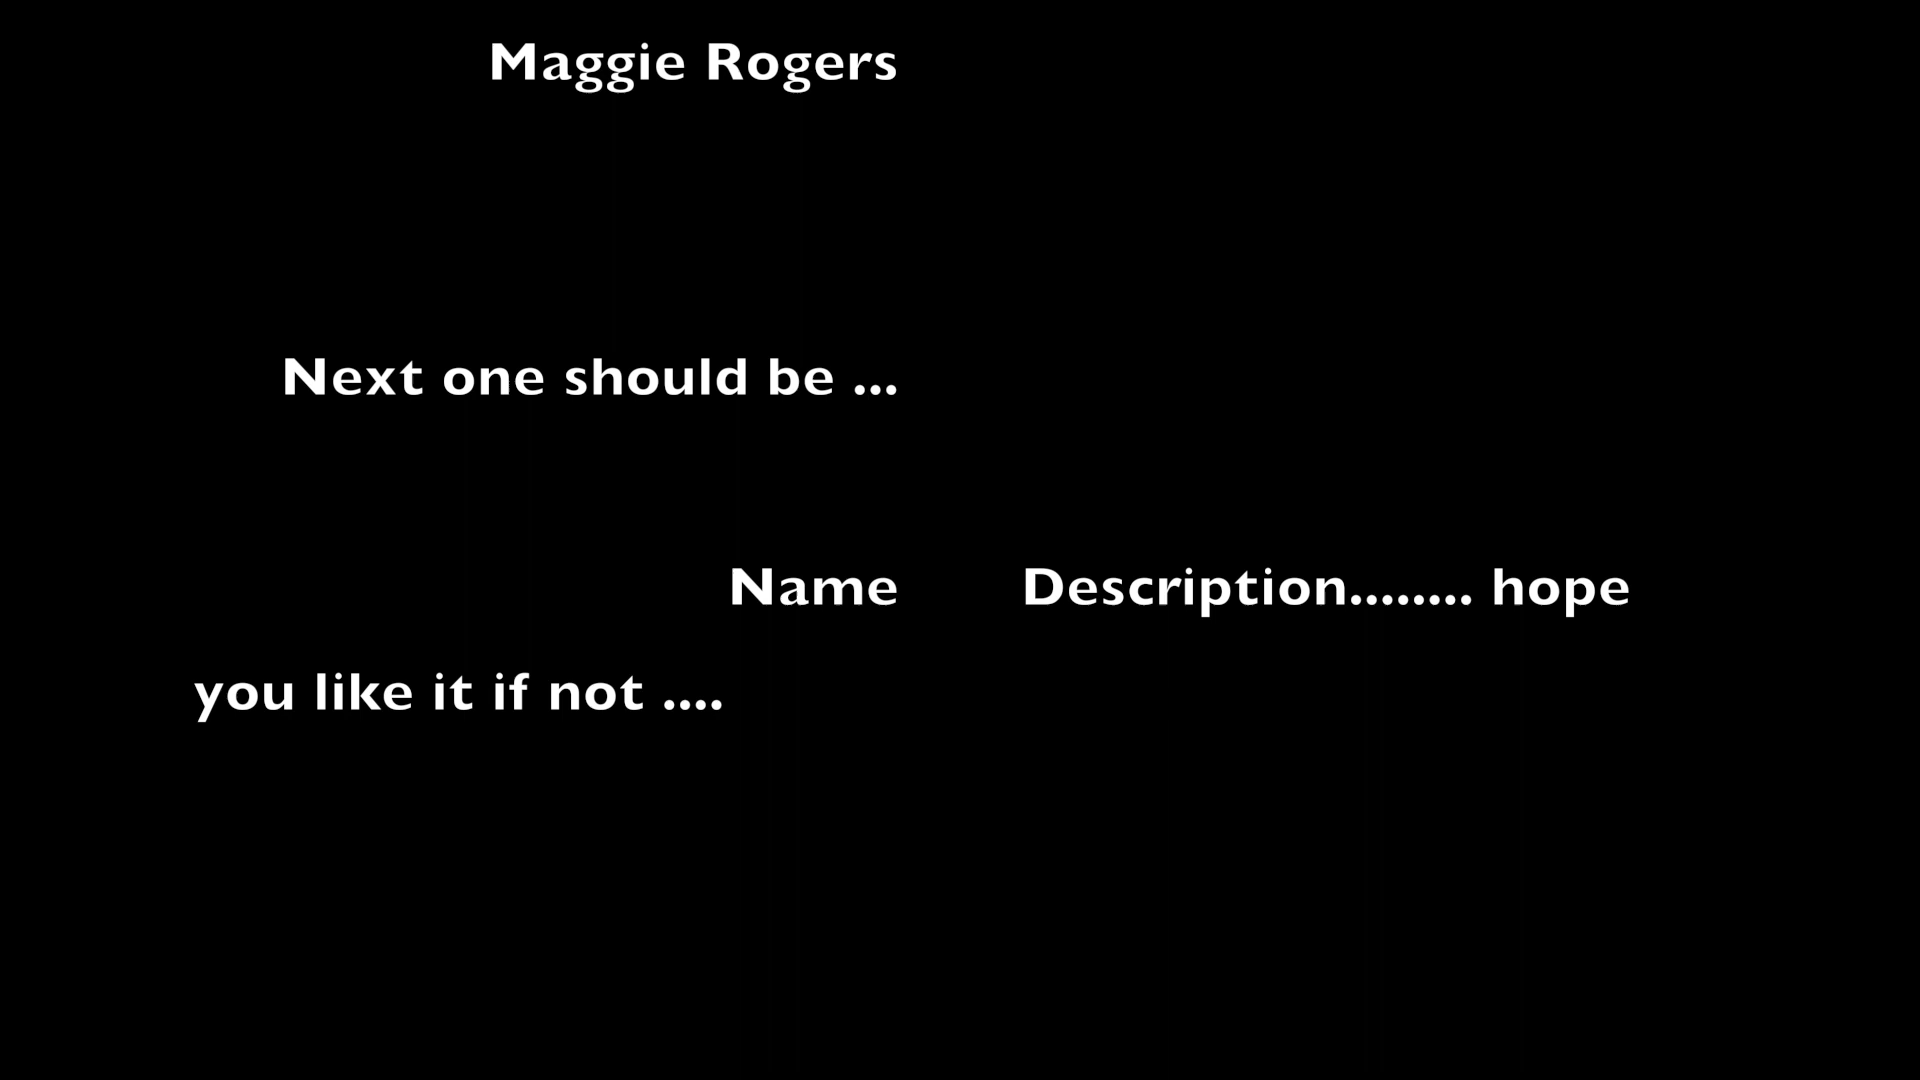 Maggie Rogers
Next one should be ...
Name Description........ hope
you like it if not ....